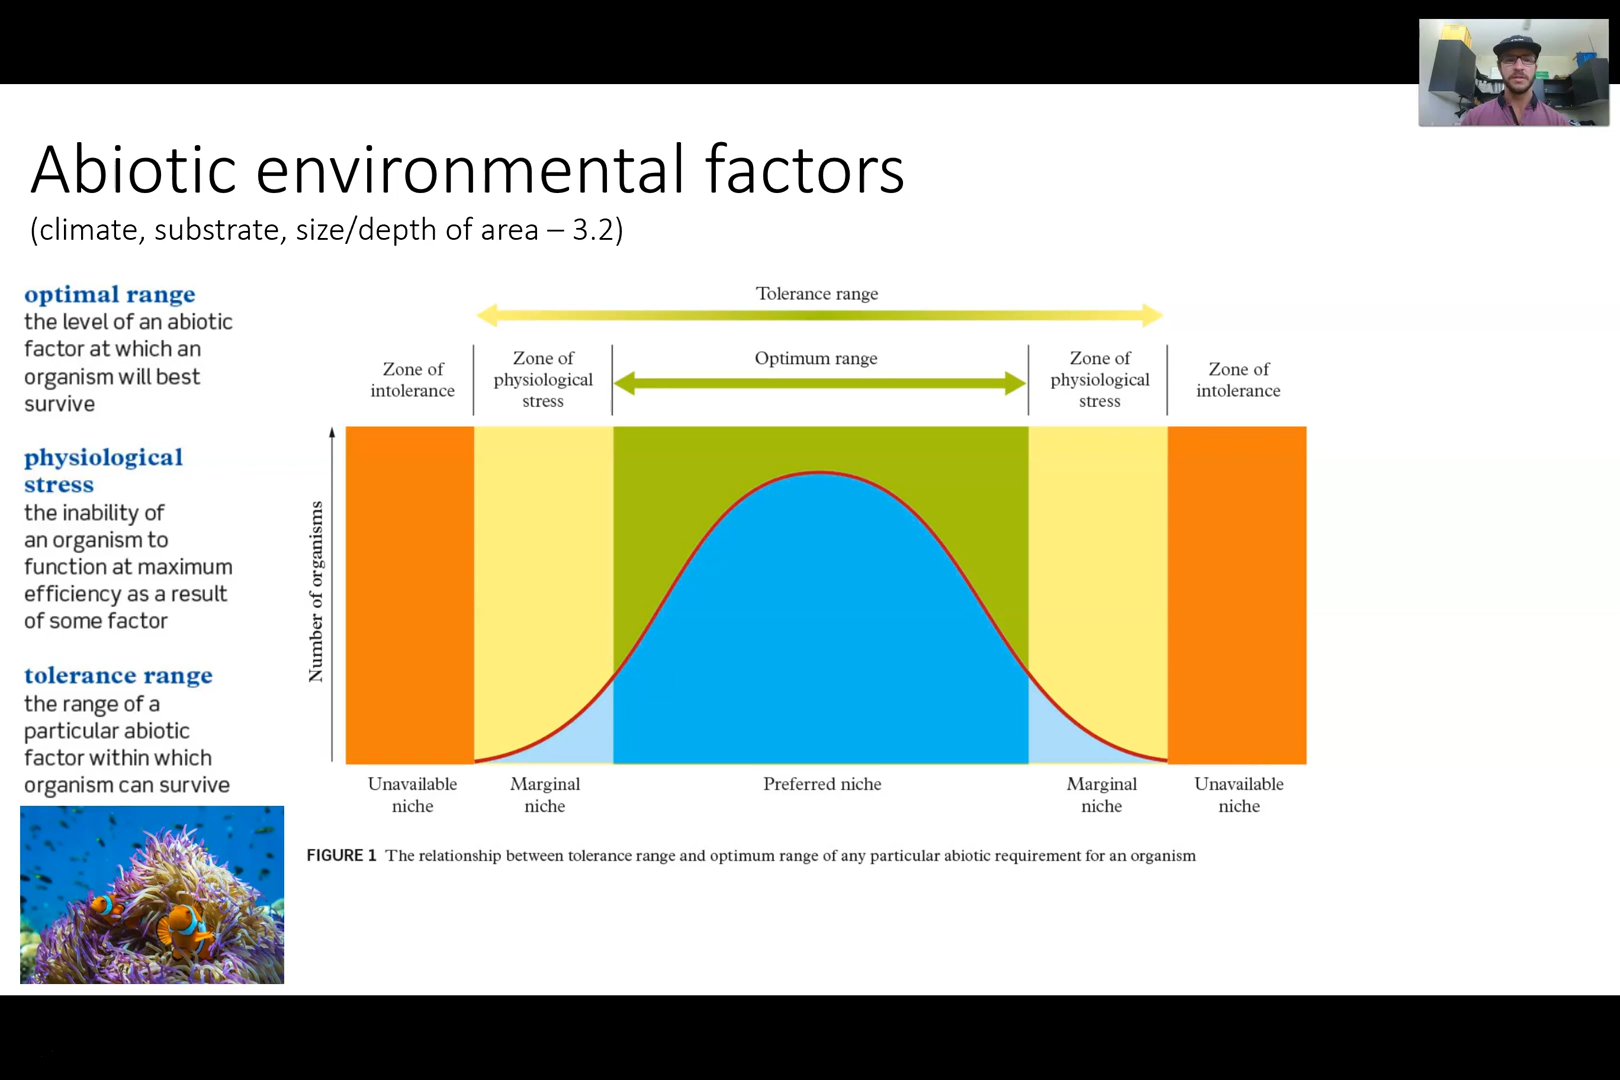 Abiotic environmental factors
(climate, substrate, size/depth of area – 3.2)
optimal range
the level of an abiotic
factor at which an
organism will best
survive
physiological
stress
the inability of
an organism to
function at maximum
efficiency as a result
of some factor
tolerance range
the range of a
particular abiotic
factor within which
organism can survive
Tolerance range
Zone of
intolerance
Zone of
physiological
stress
Optimum range
Zone of
physiological
stress
Zone of
intolerance
Number of organisms
Unavailable
niche
Marginal
niche
Preferred niche
Marginal
niche
Unavailable
niche
FIGURE 1 The relationship between tolerance range and optimum range of any particular abiotic requirement for an organism